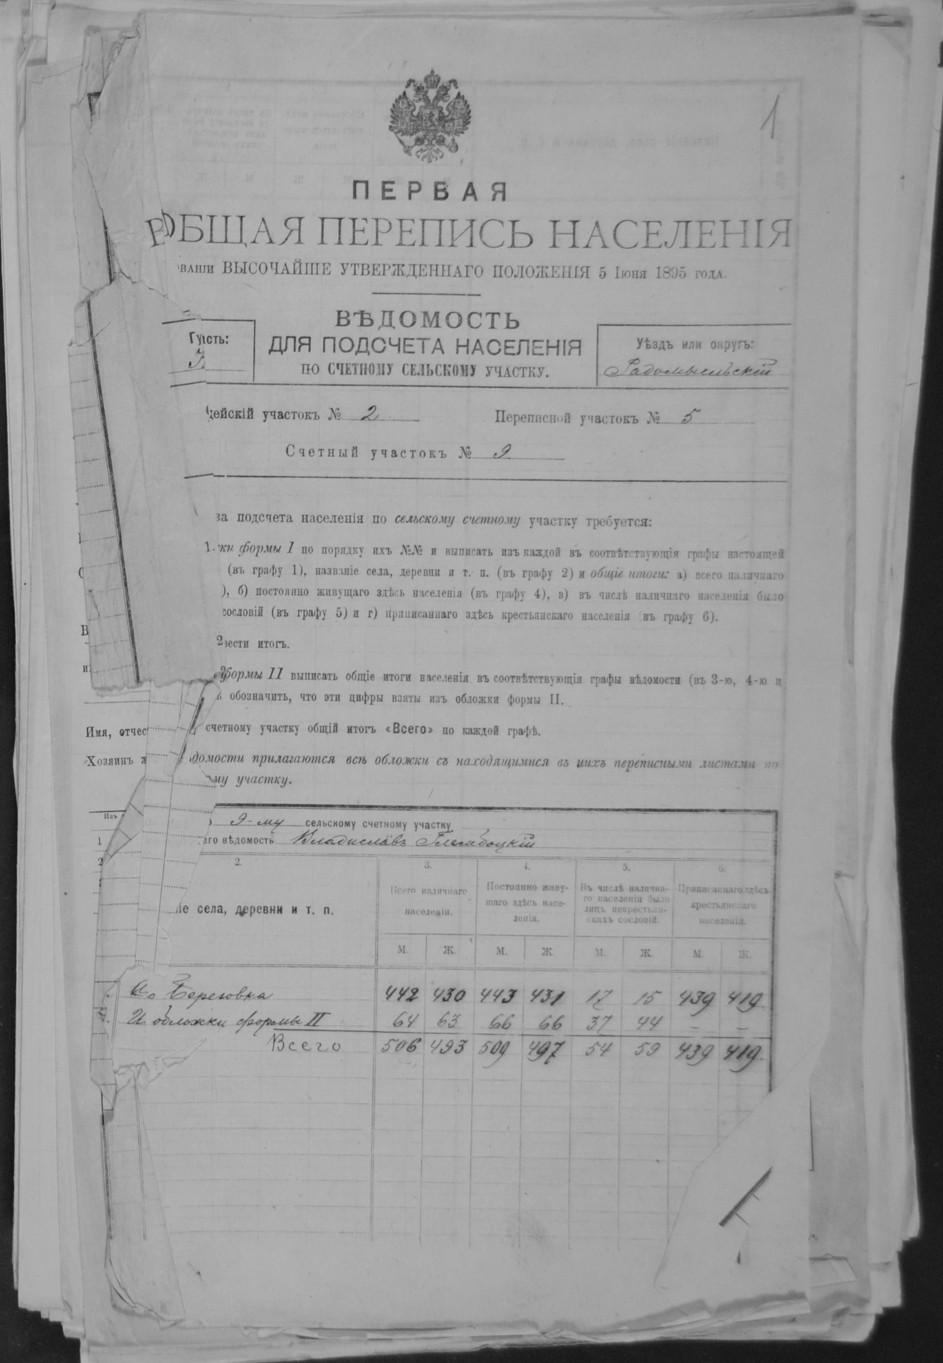 1
ПЕРВАЯ
ОБЩАЯ ПЕРЕПИСЬ НАСЕЛЕНІЯ
ВЫСОЧАЙШЕ УТВЕРЖДЕННАГО ПОЛОЖЕНІЯ 5 Іюня 1895 года.
ВѢДОМОСТЬ
ДЛЯ ПОДСЧЕТА НАСЕЛЕНІЯ
ПО СЧЕТНОМУ СЕЛЬСКОМУ УЧАСТКУ.
Уѣздъ или округъ:
Радомысльскій
участокъ № 2 Переписной участокъ № 5
Счетный участокъ № 9
подсчета населенія по сельскому счетному участку требуется:
формы I по порядку ихъ №№ и выписать изъ каждой въ соотвѣтствующія графы настоящей
(въ графу 1), названіе села, деревни и т. п. (въ графу 2) и общіе итоги: а) всего наличнаго
б) постоянно живущаго здѣсь населенія (въ графу 4), в) въ числѣ наличнаго населенія было
сословій (въ графу 5) и г) приписаннаго здѣсь крестьянскаго населенія (въ графу 6).
итогъ.
формы II выписать общіе итоги населенія въ соотвѣтствующія графы вѣдомости (въ 3-ю, 4-ю и
обозначить, что эти цифры взяты изъ обложки формы II.
Имя, отчес
счетному участку общій итогъ «Всего» по каждой графѣ.
Хозяинъ
прилагаются всѣ обложки съ находящимися въ нихъ переписными листами по
участку.
9-му сельскому счетному участку
вѣдомость Владиславъ
2. 3. 4. 5. 6.
села, деревни и т. п.
Всего наличнаго населенія.
Постоянно живущаго здѣсь населенія.
Въ числѣ наличнаго населенія было лицъ некрестьянскихъ сословій.
Приписаннаго здѣсь крестьянскаго населенія.
М. Ж. М. Ж. М. Ж. М. Ж.
Береговка 442 430 443 431 17 15 439 419
обложки формы II 64 63 66 66 37 44 – –
Всего 506 493 509 497 54 59 439 419